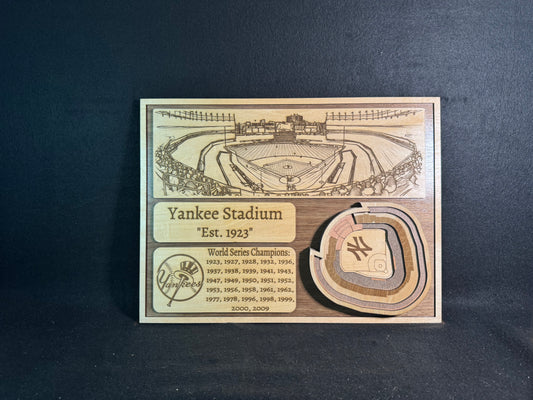 Yankee Stadium
"Est. 1923"
World Series Champions:
1923, 1927, 1928, 1932, 1936,
1937, 1938, 1939, 1941, 1943,
1947, 1949, 1950, 1951, 1952,
1953, 1956, 1958, 1961, 1962,
1977, 1978, 1996, 1998, 1999,
2000, 2009
Yankees
NY